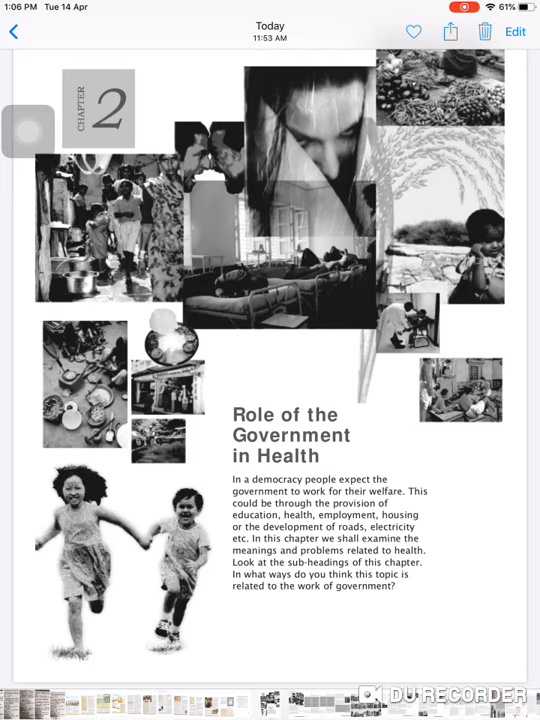 1:06 PM Tue 14 Apr
61%
Today
11:53 AM
Edit
CHAPTER 2
Role of the
Government
in Health
In a democracy people expect the
government to work for their welfare. This
could be through the provision of
education, health, employment, housing
or the development of roads, electricity
etc. In this chapter we shall examine the
meanings and problems related to health.
Look at the sub-headings of this chapter.
In what ways do you think this topic is
related to the work of government?
DU RECORDER